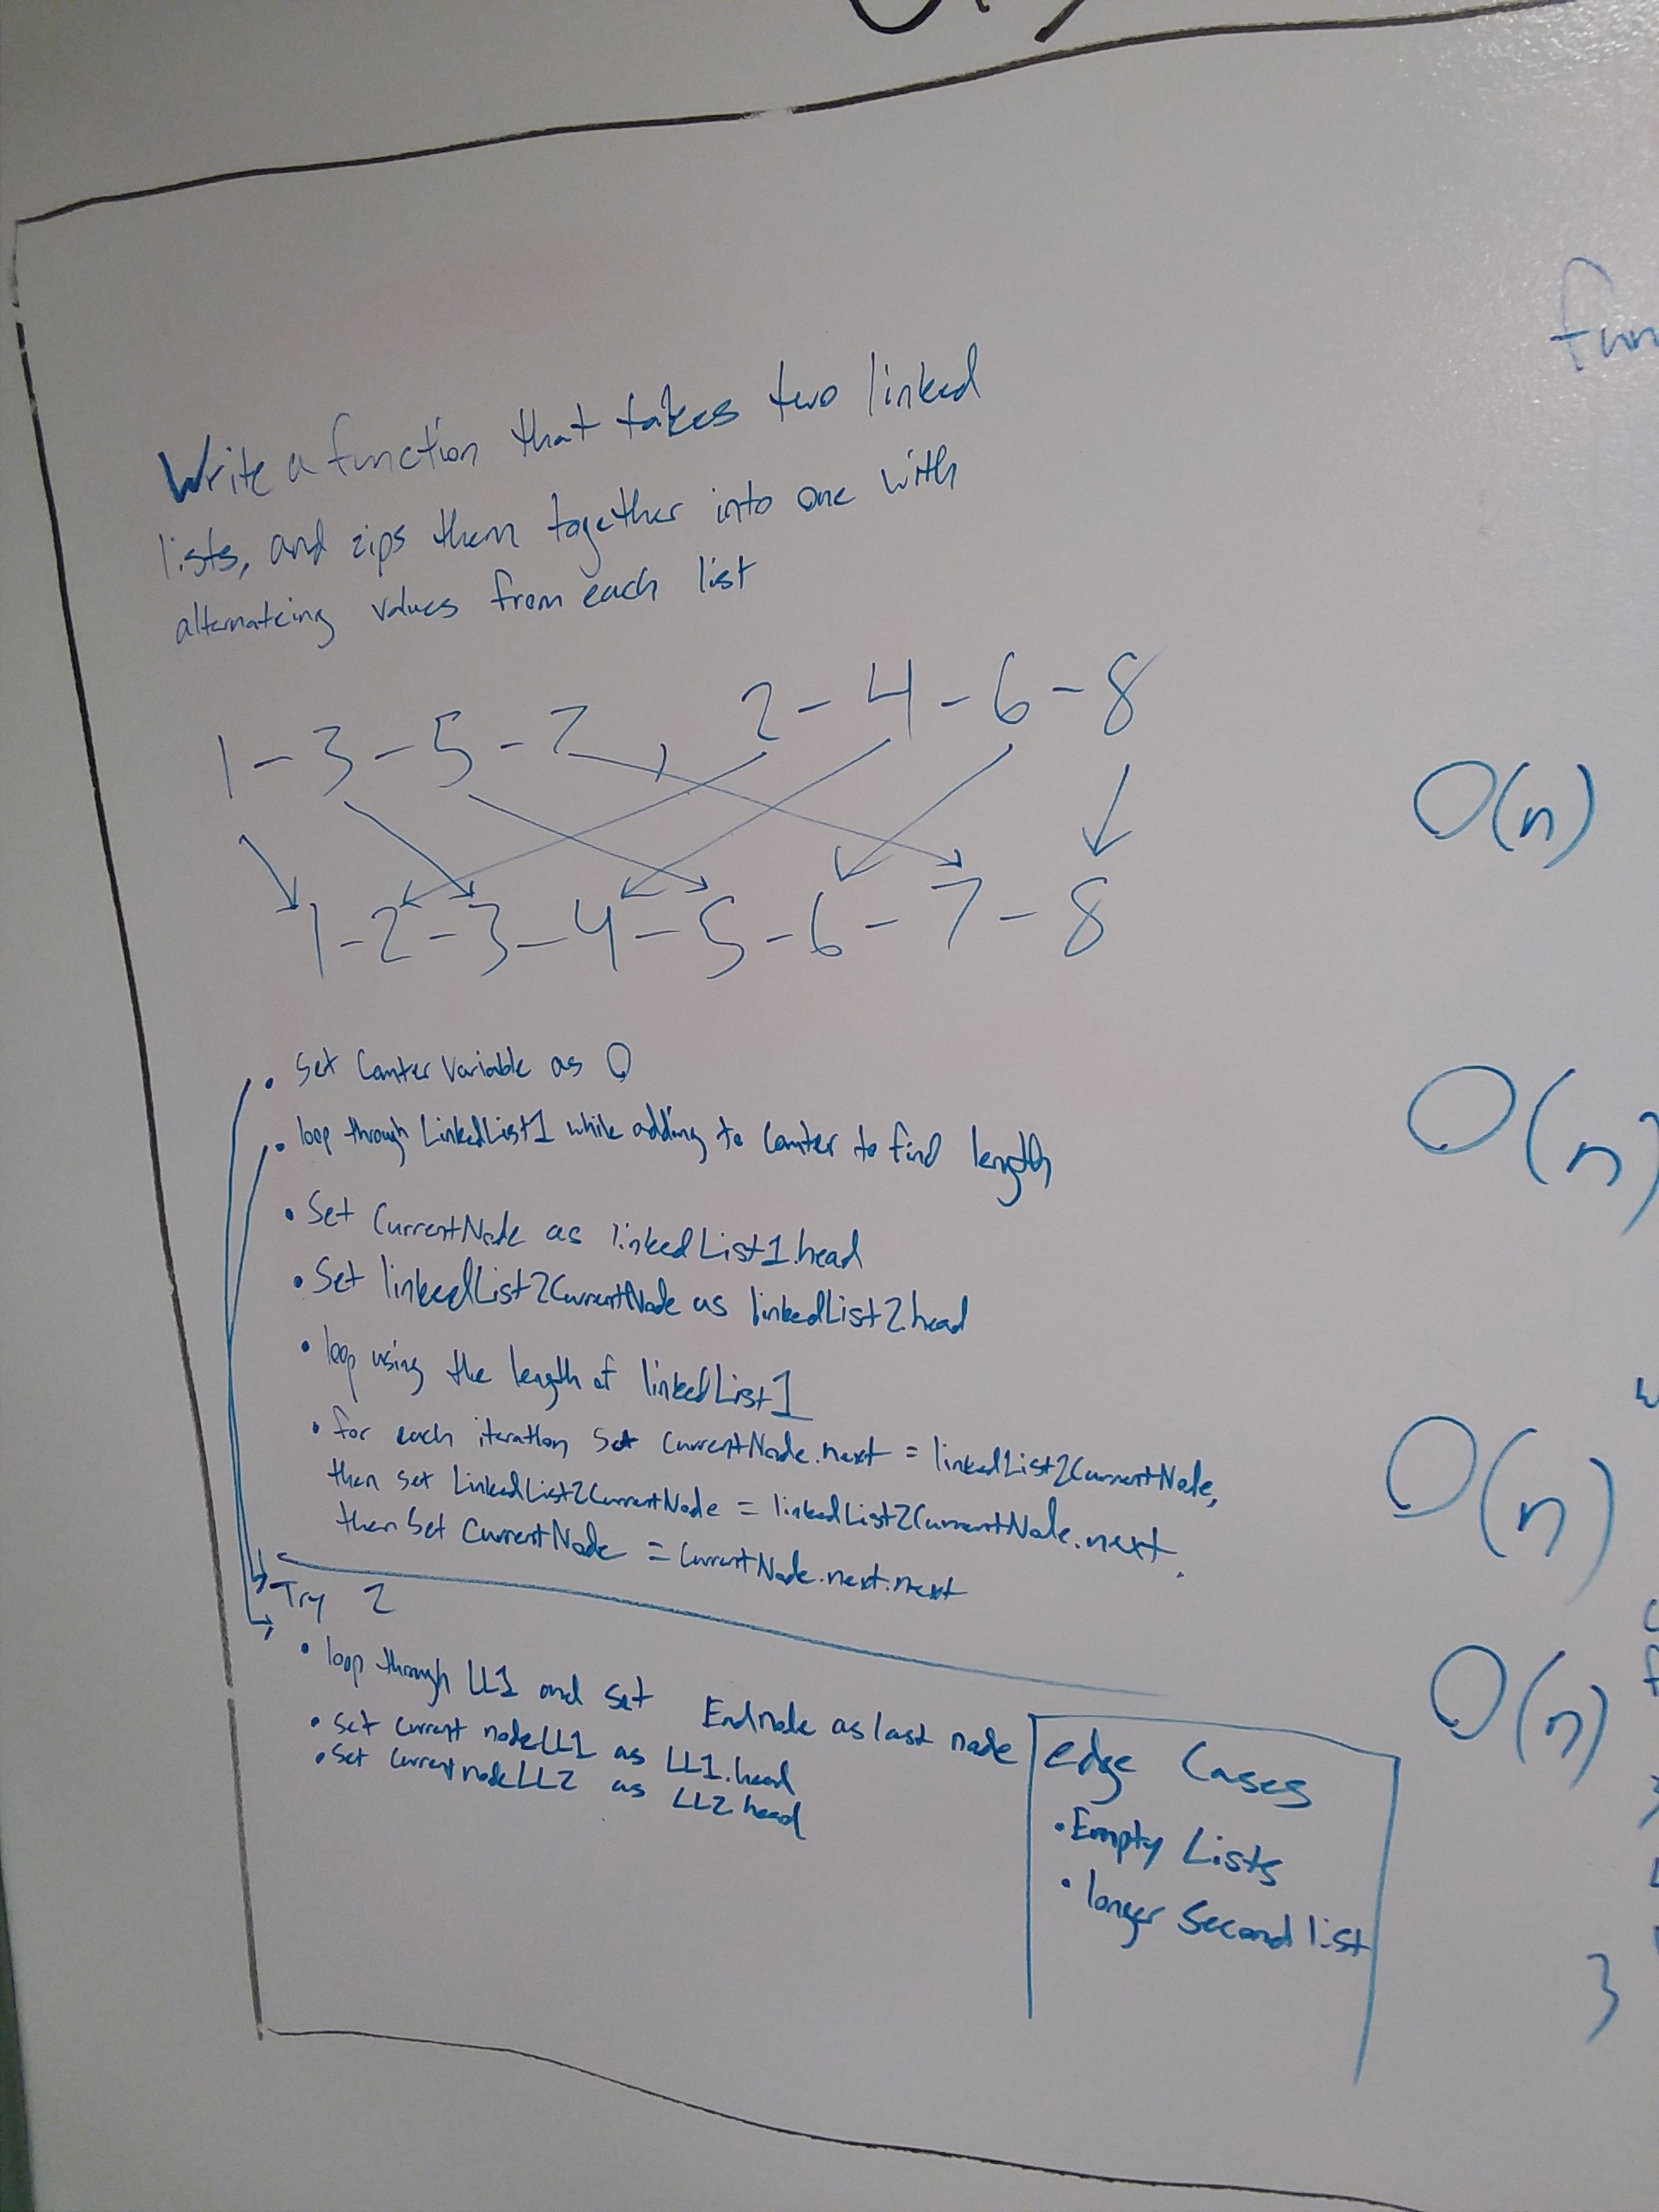 Write a function that takes two linked
lists, and zips them together into one with
alternateing values from each list
1-3-5-7, 2-4-6-8
1-2-3-4-5-6-7-8
• Set Counter Variable as 0
• loop through LinkedList1 while adding to Counter to find length
• Set CurrentNode as linkedList1.head
• Set linkedList2CurrentNode as linkedList2.head
• loop using the length of linkedList1
• for each iteration set currentNode.next = linkedList2CurrentNode,
then set LinkedList2CurrentNode = linkedList2CurrentNode.next,
then Set CurrentNode = CurrentNode.next.next
Try 2
• loop through LL1 and set Endnode as last node
• Set current nodeLL1 as LL1.head
• Set currentnodeLL2 as LL2.head
edge Cases
• Empty Lists
• longer Second list
fun
O(n)
O(n)
O(n)
O(n)
}